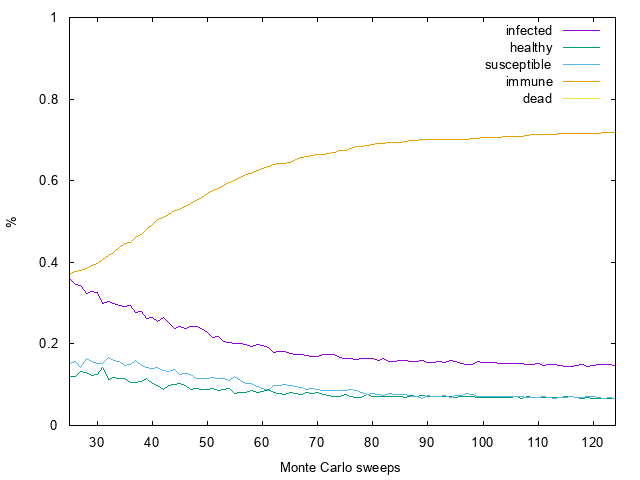 1
0.8
0.6
0.4
0.2
0
%
infected
healthy
susceptible
immune
dead
30 40 50 60 70 80 90 100 110 120
Monte Carlo sweeps